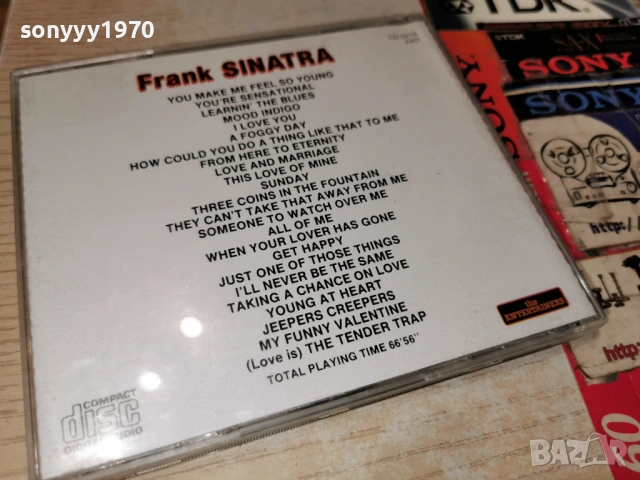 sonyyy1970
Frank SINATRA
YOU MAKE ME FEEL SO YOUNG
YOU'RE SENSATIONAL
LEARNIN' THE BLUES
MOOD INDIGO
I LOVE YOU
A FOGGY DAY
HOW COULD YOU DO A THING LIKE THAT TO ME
FROM HERE TO ETERNITY
LOVE AND MARRIAGE
THIS LOVE OF MINE
SUNDAY
THREE COINS IN THE FOUNTAIN
THEY CAN'T TAKE THAT AWAY FROM ME
SOMEONE TO WATCH OVER ME
ALL OF ME
WHEN YOUR LOVER HAS GONE
GET HAPPY
JUST ONE OF THOSE THINGS
I'LL NEVER BE THE SAME
TAKING A CHANCE ON LOVE
YOUNG AT HEART
JEEPERS CREEPERS
MY FUNNY VALENTINE
(Love is) THE TENDER TRAP
TOTAL PLAYING TIME 66'56"
the
ENTERTAINERS
COMPACT
disc
DIGITAL AUDIO
TDK
TDK
SONY
SONY
SONY
http://
http:
BAZAR